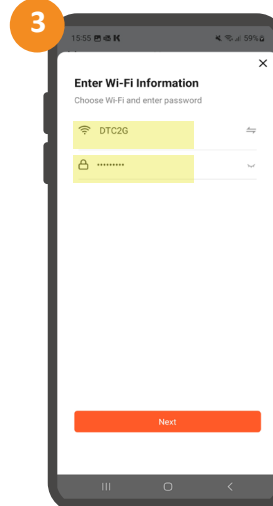 3
15:55 59%
Enter Wi-Fi Information
Choose Wi-Fi and enter password
DTC2G
•••••••••
Next